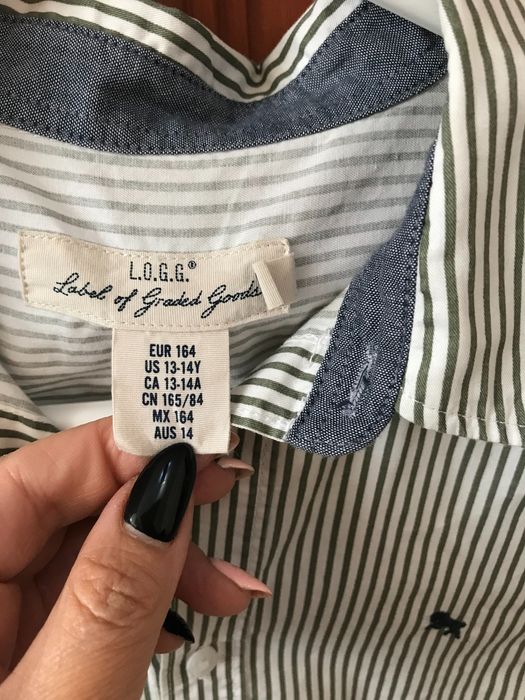 L.O.G.G.®
Label of Graded Goods
EUR 164
US 13-14Y
CA 13-14A
CN 165/84
MX 164
AUS 14